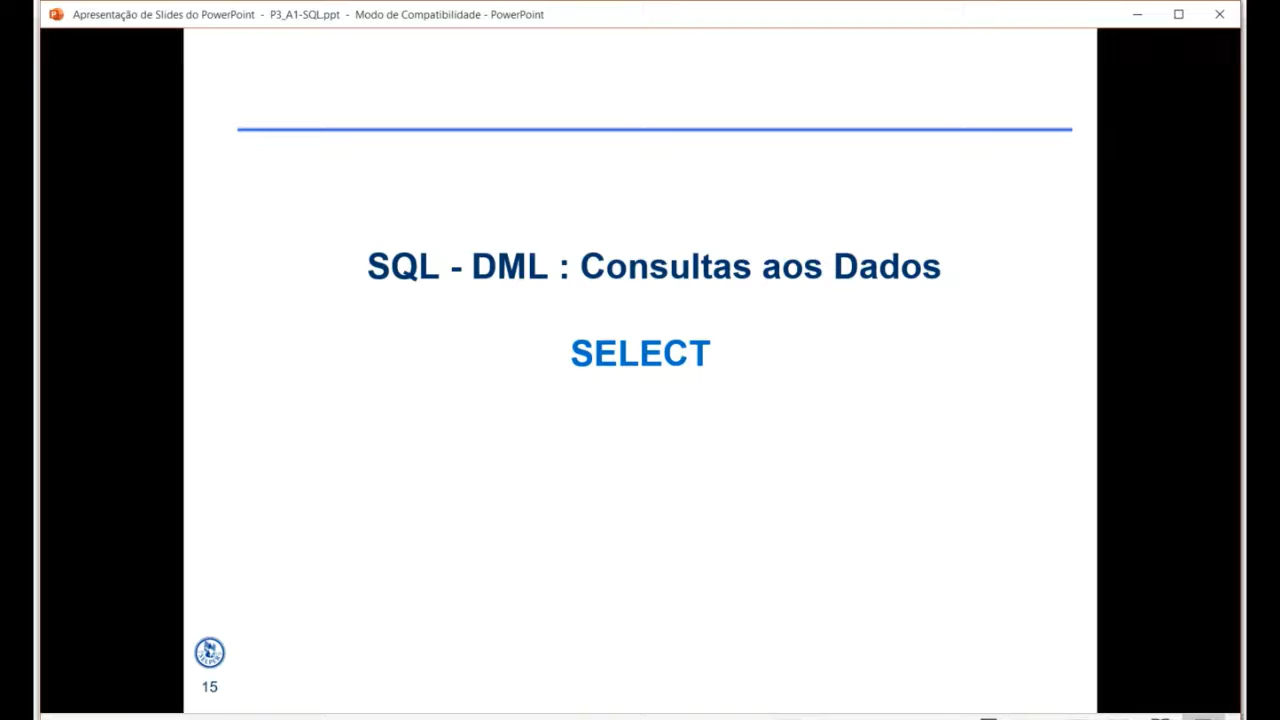 Apresentação de Slides do PowerPoint - P3_A1-SQL.ppt - Modo de Compatibilidade - PowerPoint
SQL - DML : Consultas aos Dados
SELECT
15